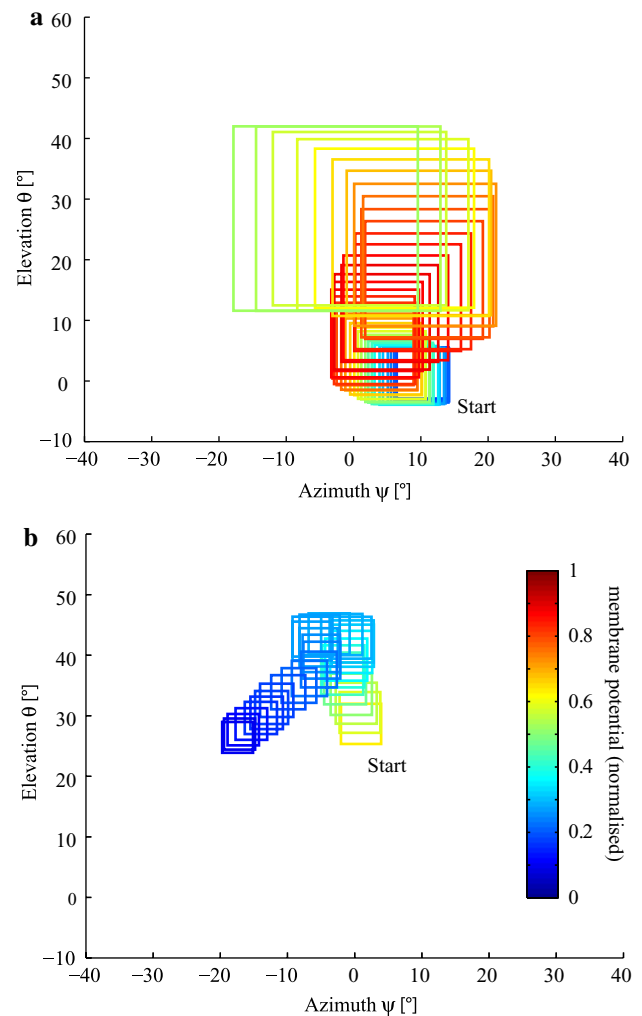 a
60
50
40
30
20
10
0
−10
Elevation θ [°]
Start
−40 −30 −20 −10 0 10 20 30 40
Azimuth ψ [°]
b
60
50
40
30
20
10
0
−10
Elevation θ [°]
Start
1
0.8
0.6
0.4
0.2
0
membrane potential (normalised)
−40 −30 −20 −10 0 10 20 30 40
Azimuth ψ [°]